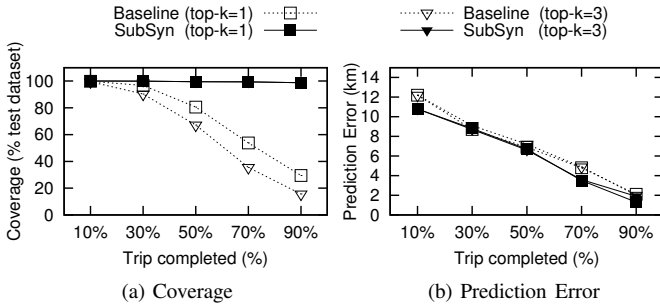 Baseline (top-k=1)
SubSyn (top-k=1)
Baseline (top-k=3)
SubSyn (top-k=3)
Coverage (% test dataset)
100
80
60
40
20
0
10% 30% 50% 70% 90%
Trip completed (%)
(a) Coverage
Prediction Error (km)
14
12
10
8
6
4
2
0
10% 30% 50% 70% 90%
Trip completed (%)
(b) Prediction Error